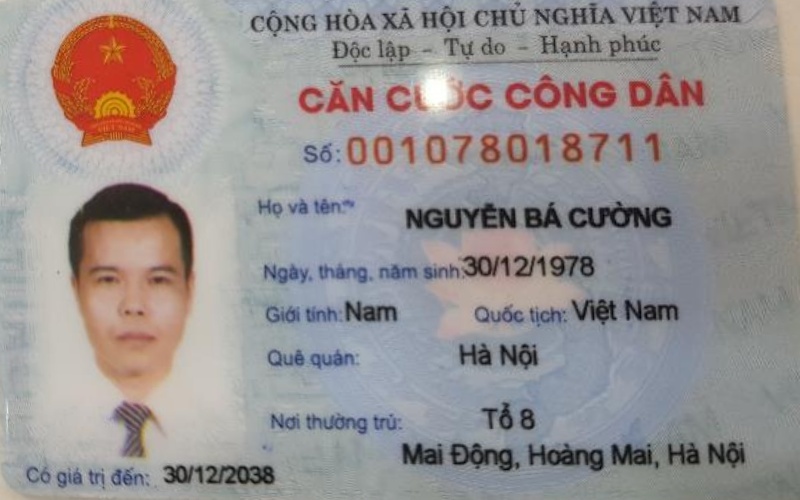 CỘNG HÒA XÃ HỘI CHỦ NGHĨA VIỆT NAM
Độc lập - Tự do - Hạnh phúc
CĂN CƯỚC CÔNG DÂN
Số: 001078018711
Họ và tên: NGUYỄN BÁ CƯỜNG
Ngày, tháng, năm sinh: 30/12/1978
Giới tính: Nam Quốc tịch: Việt Nam
Quê quán: Hà Nội
Nơi thường trú: Tổ 8
Mai Động, Hoàng Mai, Hà Nội
Có giá trị đến: 30/12/2038